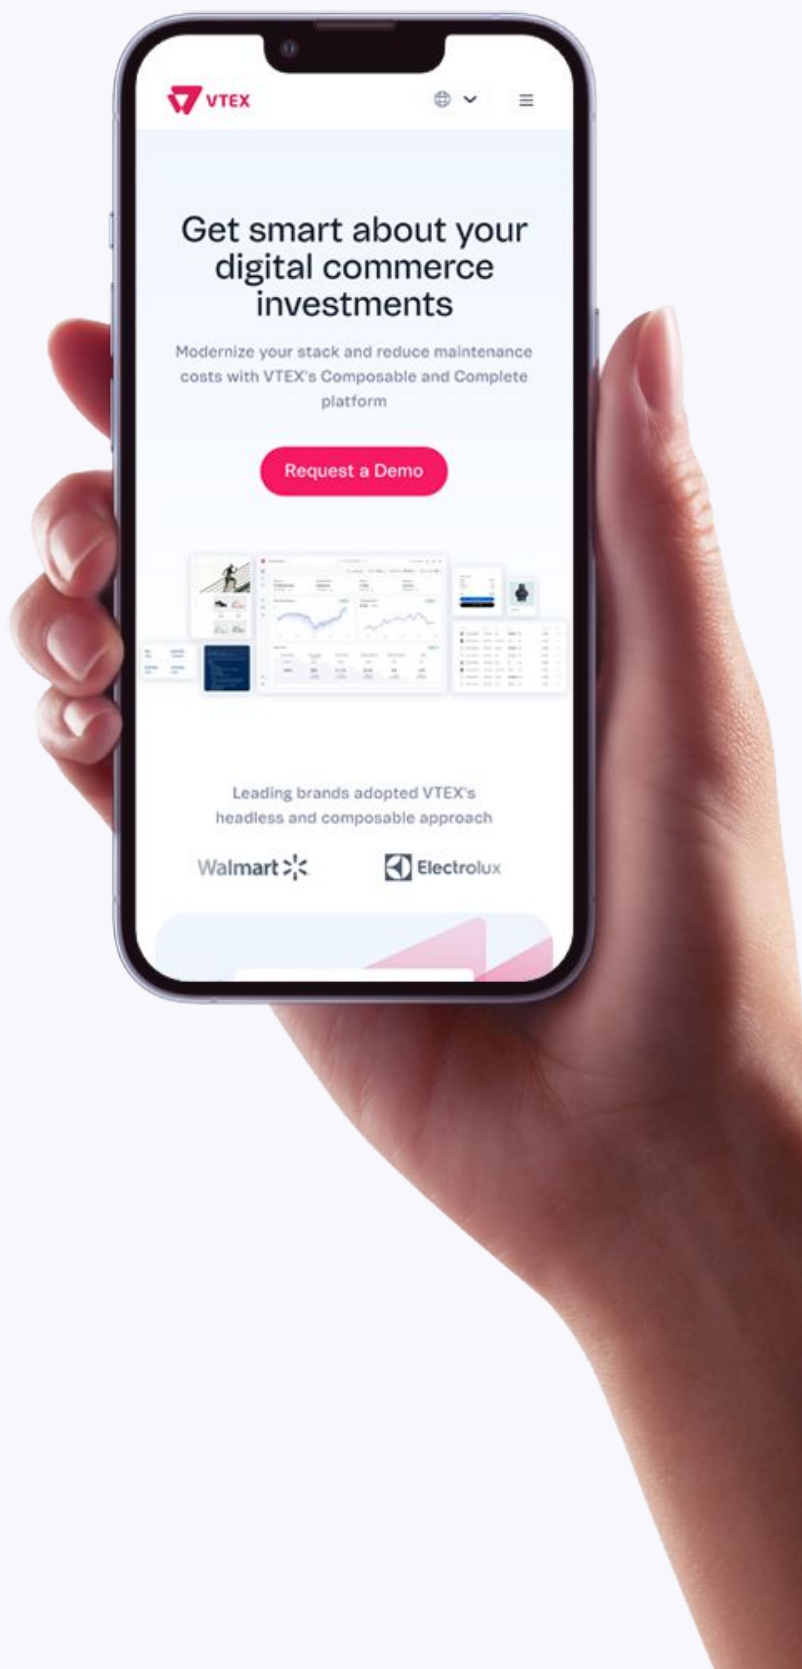 VTEX
Get smart about your
digital commerce
investments
Modernize your stack and reduce maintenance
costs with VTEX's Composable and Complete
platform
Request a Demo
Leading brands adopted VTEX's
headless and composable approach
Walmart
Electrolux